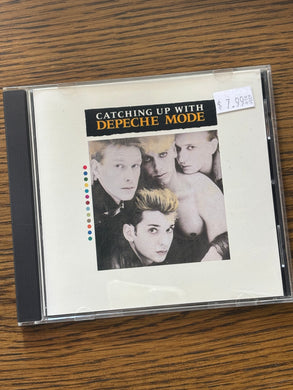 CATCHING UP WITH
DEPECHE MODE
$ 7.99